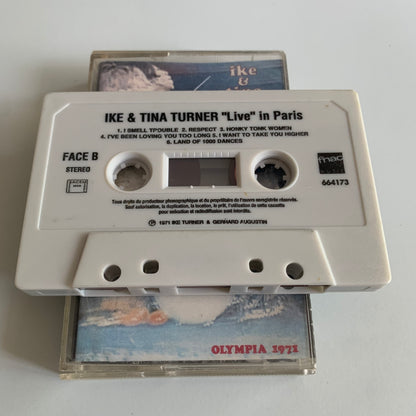 ike
&
IKE & TINA TURNER "Live" in Paris
1. I SMELL TROUBLE 2. RESPECT 3. HONKY TONK WOMEN
4. I'VE BEEN LOVING YOU TOO LONG 5. I WANT TO TAKE YOU HIGHER
6. LAND OF 1000 DANCES
FACE B
STEREO
fnac
664173
Tous droits du producteur phonographique et du propriétaire de l'œuvre enregistrée réservés.
Sauf autorisation, la duplication, la location, le prêt, l'utilisation de cette cassette
pour exécution et radiodiffusion sont interdits.
℗ 1971 IKE TURNER & GERHARD AUGUSTIN
OLYMPIA 1971